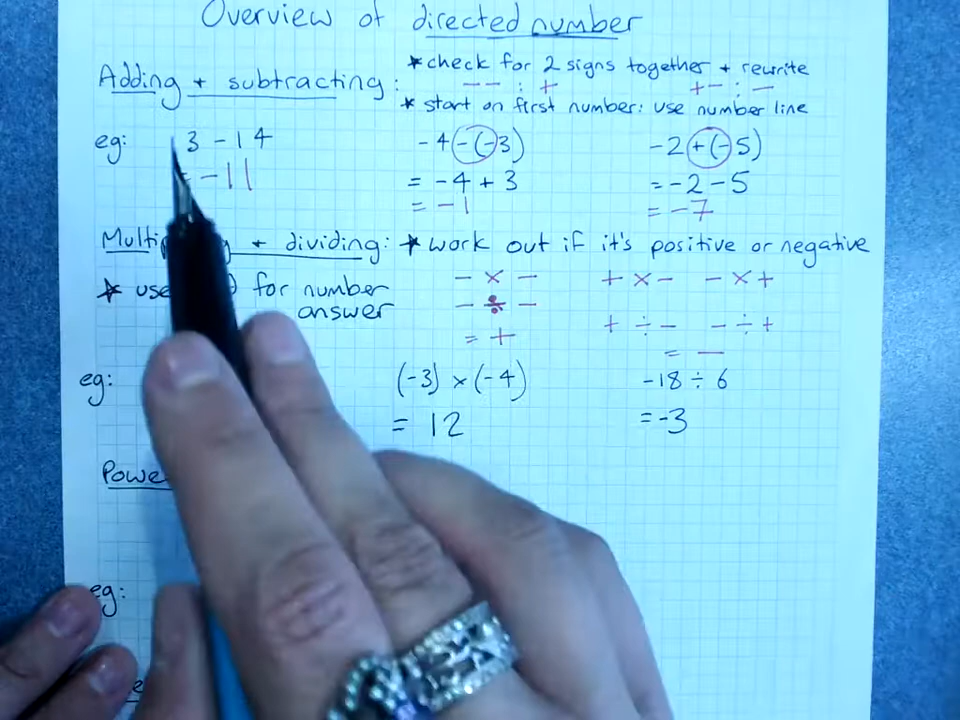 Overview of directed number
Adding + subtracting : * check for 2 signs together + rewrite
- - : + + - : -
* start on first number: use number line
eg: 3 - 14 - 4 - (-3) - 2 + (- 5)
= -11 = -4 + 3 = -2 - 5
= -1 = -7
+ dividing: * work out if it's positive or negative
* use for number answer
- × - + × - - × +
- ÷ - + ÷ - - ÷ +
= + = -
eg: (-3) × (-4) -18 ÷ 6
= 12 = -3
eg: